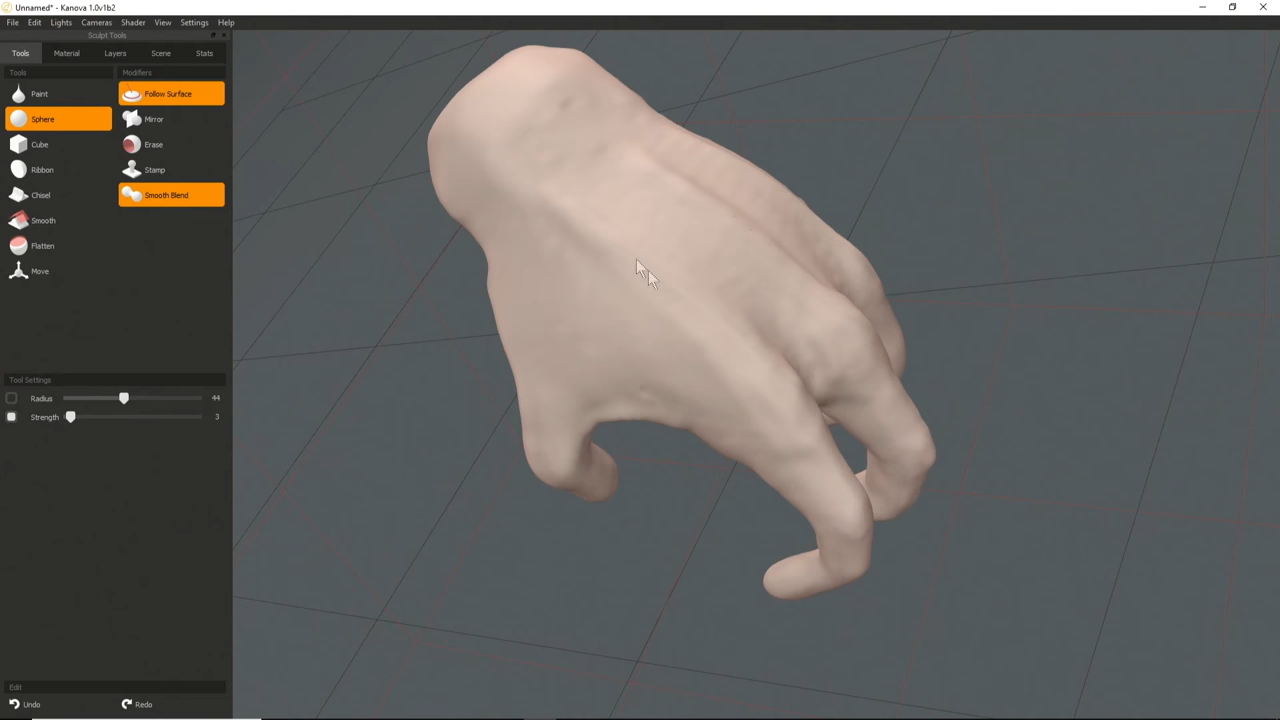 Unnamed* - Kanova 1.0v1b2
File Edit Lights Cameras Shader View Settings Help
Sculpt Tools
Tools Material Layers Scene Stats
Tools Modifiers
Paint Follow Surface
Sphere Mirror
Cube Erase
Ribbon Stamp
Chisel Smooth Blend
Smooth
Flatten
Move
Tool Settings
Radius 44
Strength 3
Edit
Undo Redo